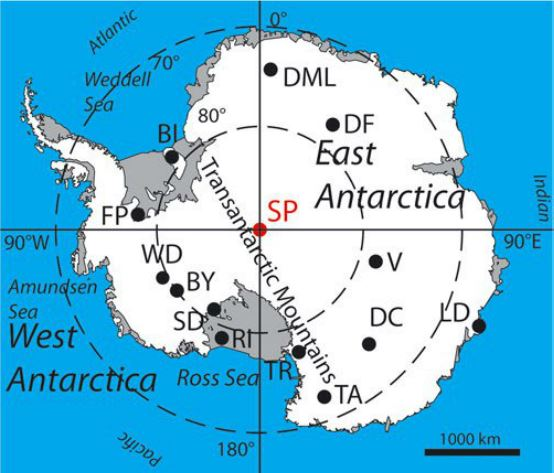 Atlantic
0°
70°
Weddell
Sea
DML
80°
BI
DF
East
Antarctica
Indian
Transantarctic Mountains
FP
SP
90°W
90°E
WD
V
Amundsen
Sea
BY
West
Antarctica
SD
RI
DC
LD
Ross Sea
TR
TA
Pacific
180°
1000 km